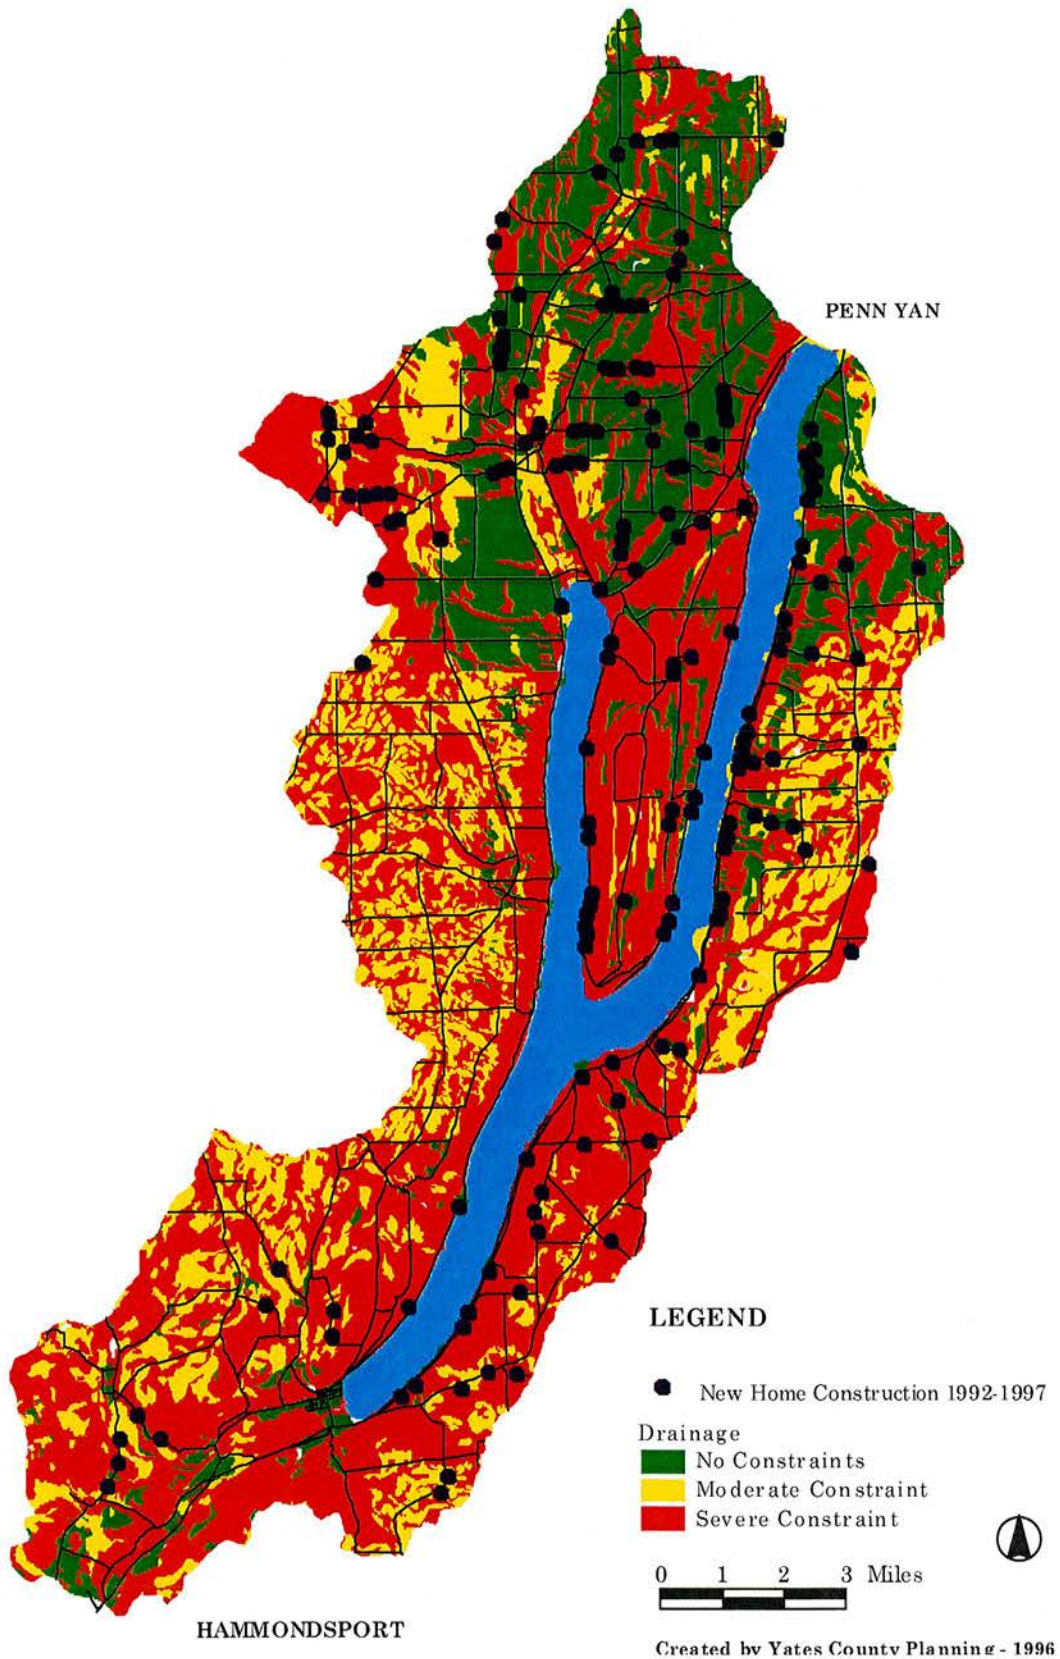 PENN YAN
LEGEND
New Home Construction 1992-1997
Drainage
No Constraints
Moderate Constraint
Severe Constraint
0 1 2 3 Miles
HAMMONDSPORT
Created by Yates County Planning - 1996